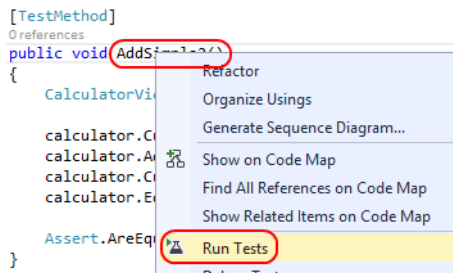 [TestMethod]
0 references
public void AddSimple2()
{
Refactor
CalculatorVie
Organize Usings
Generate Sequence Diagram...
calculator.Cu
calculator.Ad
Show on Code Map
calculator.Cu
Find All References on Code Map
calculator.Eq
Show Related Items on Code Map
Assert.AreEqu
Run Tests
}